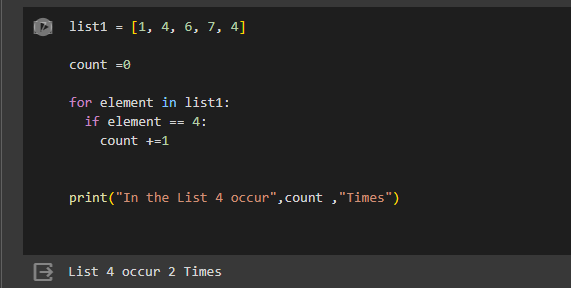 list1 = [1, 4, 6, 7, 4]
count =0
for element in list1:
if element == 4:
count +=1
print("In the List 4 occur",count ,"Times")
List 4 occur 2 Times